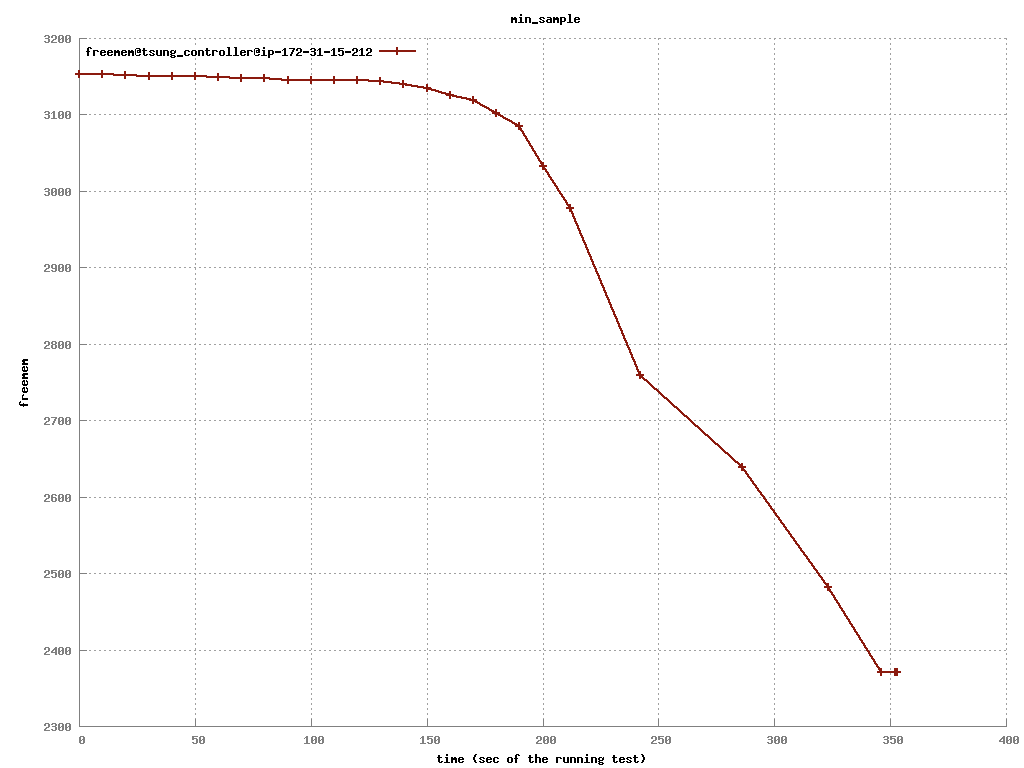 min_sample
freemem@tsung_controller@ip-172-31-15-212
3200
3100
3000
2900
2800
2700
2600
2500
2400
2300
freemem
0 50 100 150 200 250 300 350 400
time (sec of the running test)